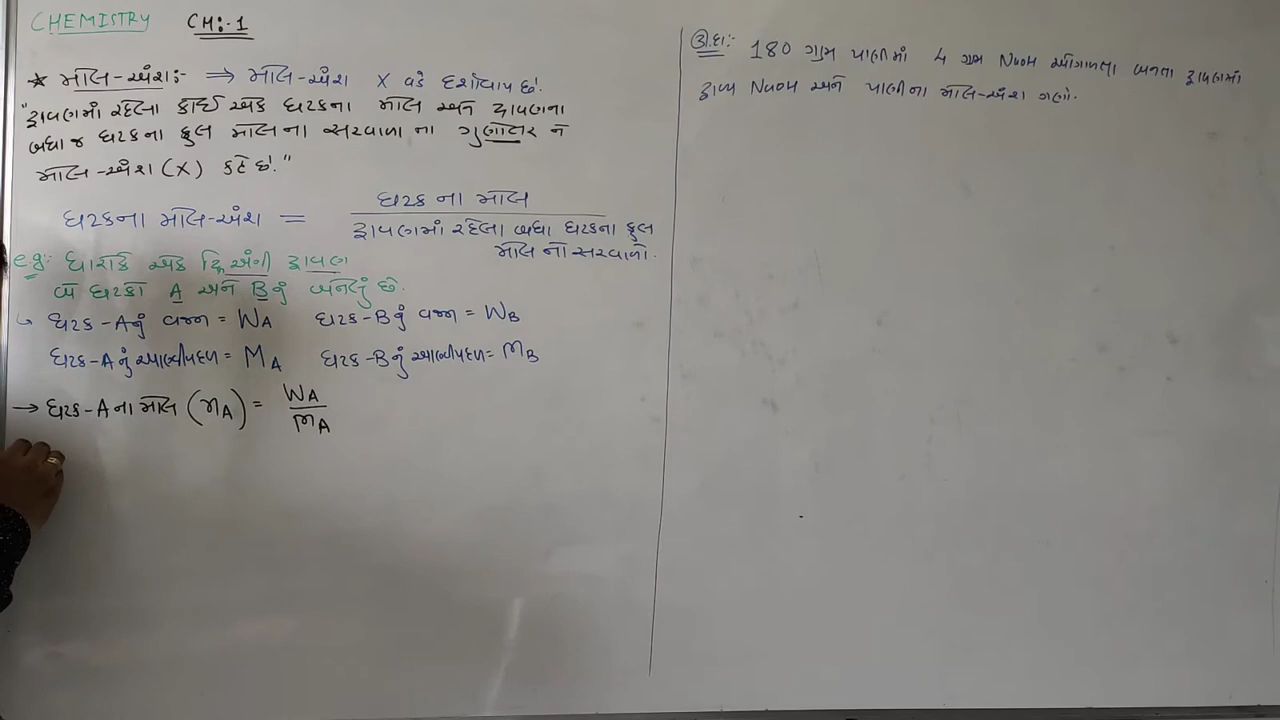 CHEMISTRY CH:-1
* મોલ-અંશ:- ⇒ મોલ-અંશ X વડે દર્શાવાય છે.
"દ્રાવણમાં રહેલા કોઈ એક ઘટકના મોલ અને દ્રાવણના
બધા જ ઘટકના કુલ મોલ ના સરવાળા ના ગુણોત્તર ને
મોલ-અંશ (X) કહે છે."
ઘટકના મોલ-અંશ = ઘટક ના મોલ
દ્રાવણમાં રહેલા બધા ઘટકના કુલ
મોલ નો સરવાળો.
e.g:- ધારોકે એક દ્વિઅંગી દ્રાવણ
બે ઘટકો A અને B નું બનેલું છે.
ઘટક-A નું વજન = WA ઘટક-B નું વજન = WB
ઘટક-A નું આણ્વીયદળ = MA ઘટક-B નું આણ્વીયદળ = MB
→ ઘટક-A ના મોલ (nA) = WA
MA
ઉ.દા:- 180 ગ્રામ પાણીમાં 4 ગ્રામ NaOH ઓગાળતા બનતા દ્રાવણમાં
દ્રાવ્ય NaOH અને પાણીના મોલ-અંશ ગણો.